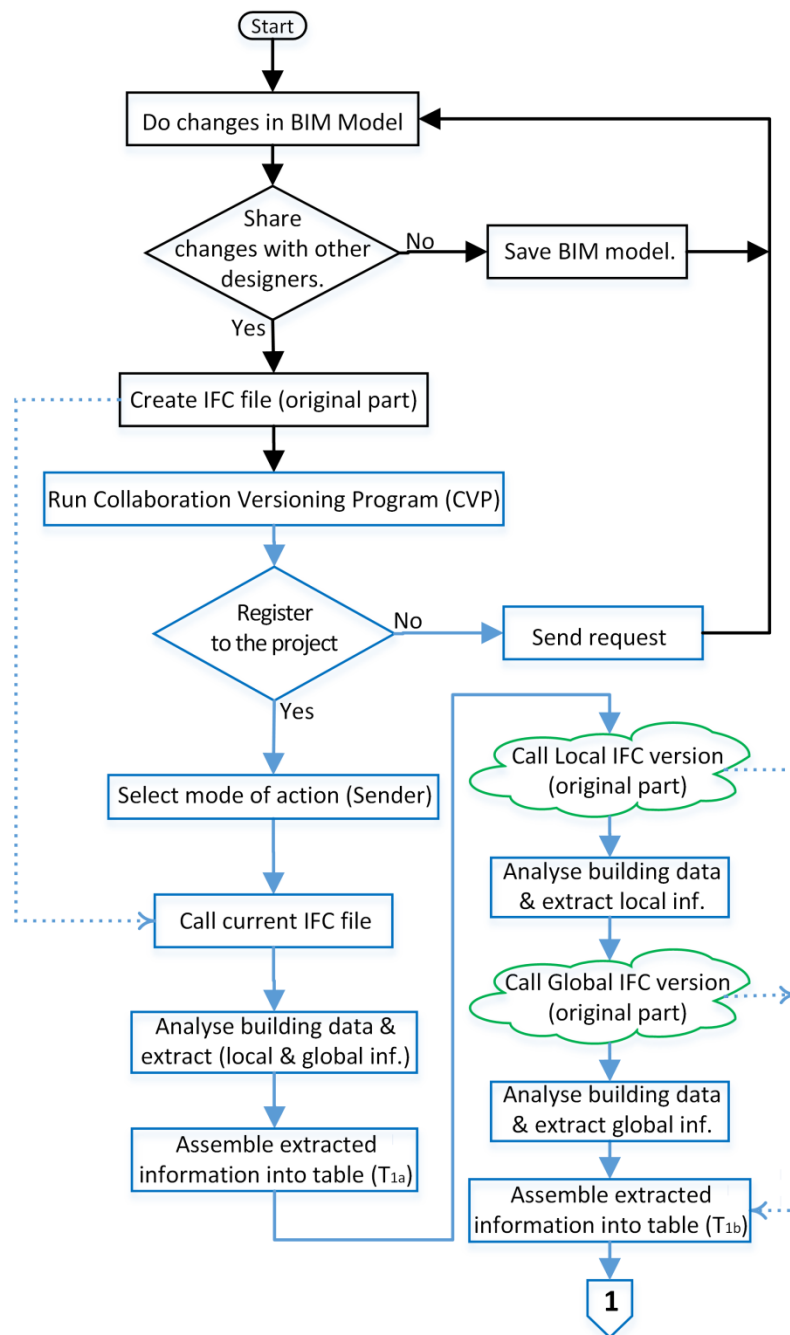 Start
Do changes in BIM Model
Share
changes with other
designers.
No
Save BIM model.
Yes
Create IFC file (original part)
Run Collaboration Versioning Program (CVP)
Register
to the project
No
Send request
Yes
Select mode of action (Sender)
Call current IFC file
Analyse building data &
extract (local & global inf.)
Assemble extracted
information into table (T1a)
Call Local IFC version
(original part)
Analyse building data
& extract local inf.
Call Global IFC version
(original part)
Analyse building data
& extract global inf.
Assemble extracted
information into table (T1b)
1